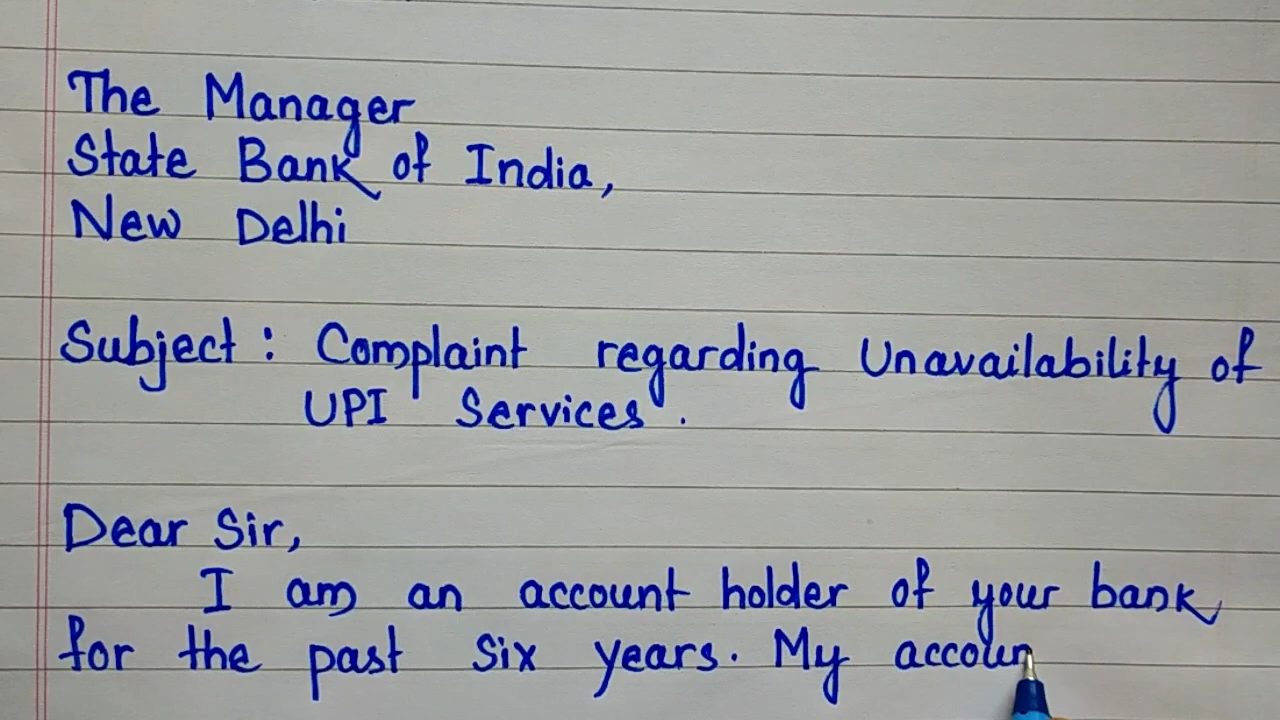 The Manager
State Bank of India,
New Delhi
Subject : Complaint regarding Unavailability of
UPI Services .
Dear Sir,
I am an account holder of your bank
for the past six years. My accoun